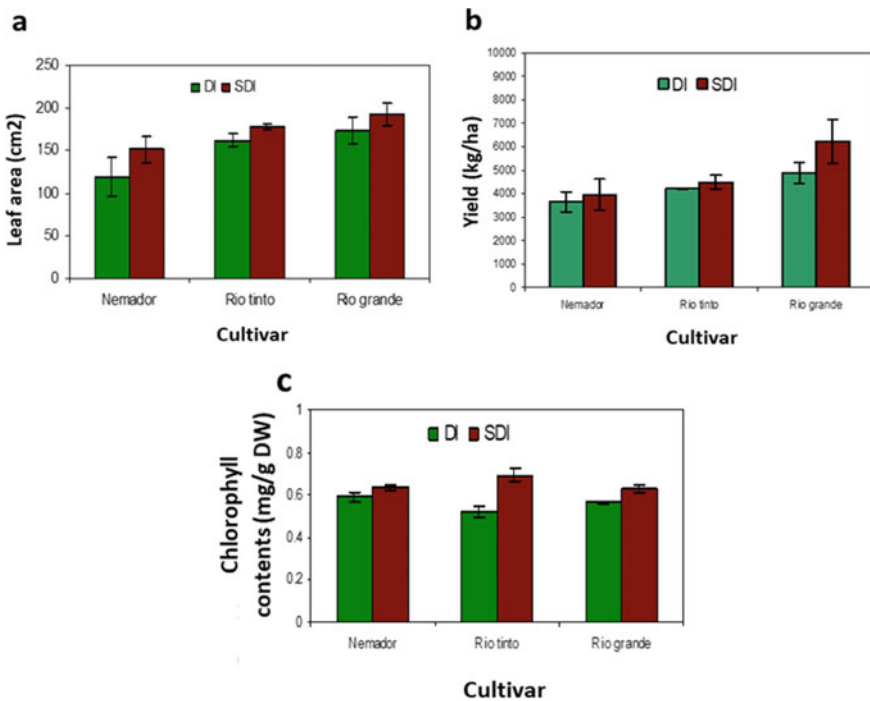 a
250
200
150
100
50
0
Leaf area (cm2)
DI SDI
Nemador Rio tinto Rio grande
Cultivar
b
10000
9000
8000
7000
6000
5000
4000
3000
2000
1000
0
Yield (kg/ha)
DI SDI
Nemador Rio tinto Rio grande
Cultivar
c
1
0.8
0.6
0.4
0.2
0
Chlorophyll
contents (mg/g DW)
DI SDI
Nemador Rio tinto Rio grande
Cultivar